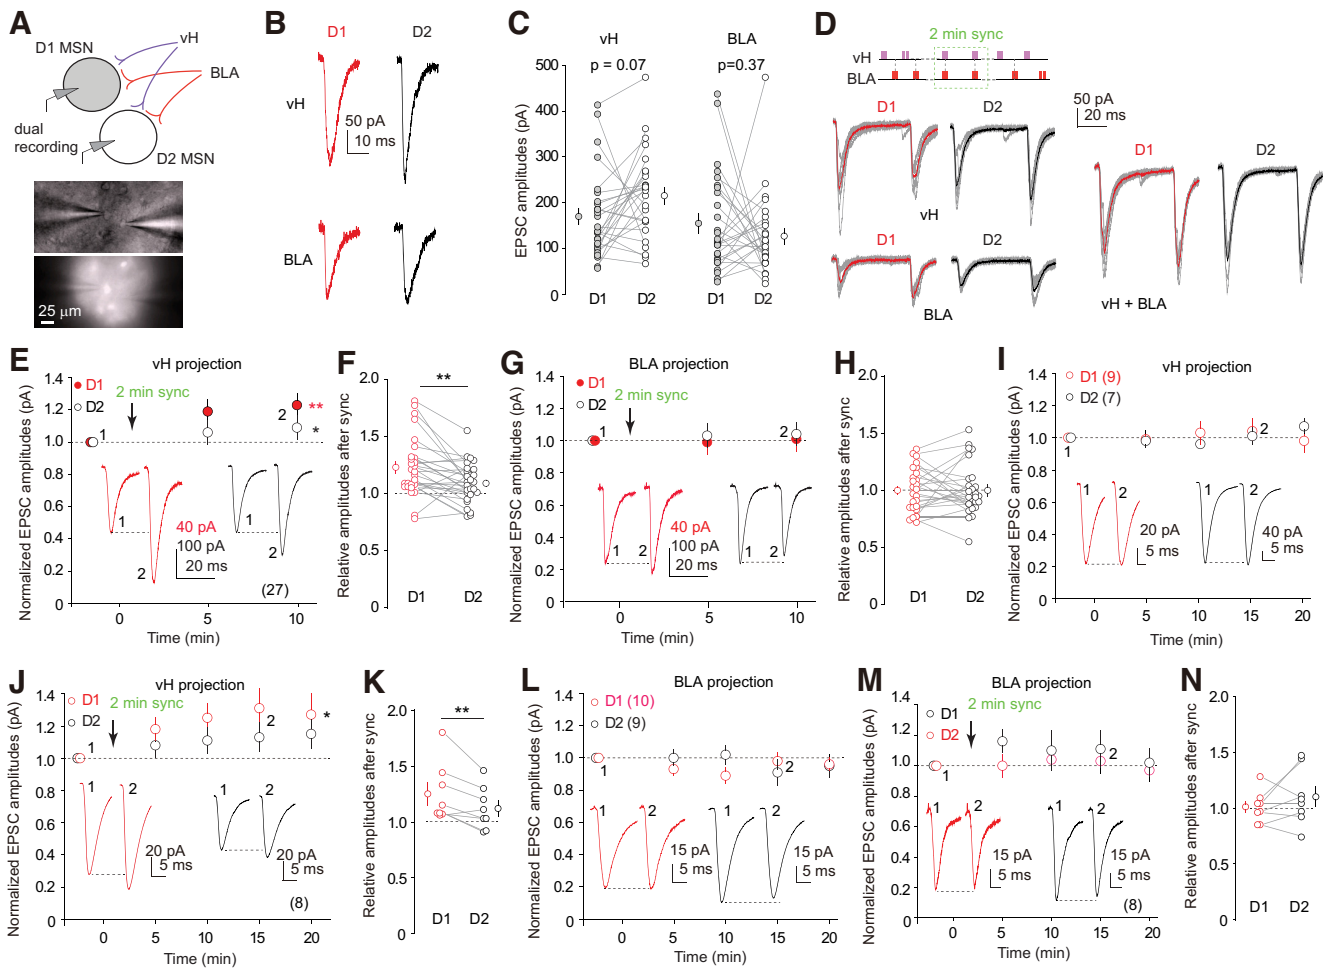 A
D1 MSN
vH
BLA
dual
recording
D2 MSN
25 μm
B
D1
D2
vH
50 pA
10 ms
BLA
C
vH
BLA
p = 0.07
p=0.37
EPSC amplitudes (pA)
500
400
300
200
100
0
D1
D2
D1
D2
D
2 min sync
vH
BLA
D1
D2
50 pA
20 ms
vH
D1
D2
BLA
D1
D2
vH + BLA
E
vH projection
Normalized EPSC amplitudes (pA)
1.4
1.2
1.0
0.8
0.6
0.4
0.2
0
D1
D2
2 min sync
1
2
**
*
1
2
40 pA
100 pA
20 ms
1
2
(27)
0
5
10
Time (min)
F
Relative amplitudes after sync
2.0
1.5
1.0
0.5
0
**
D1
D2
G
BLA projection
Normalized EPSC amplitudes (pA)
1.4
1.2
1.0
0.8
0.6
0.4
0.2
0
D1
D2
2 min sync
1
2
1
2
40 pA
100 pA
20 ms
1
2
0
5
10
Time (min)
H
Relative amplitudes after sync
2.0
1.5
1.0
0.5
0
D1
D2
I
vH projection
Normalized EPSC amplitudes (pA)
1.4
1.2
1.0
0.8
0.6
0.4
0.2
0
D1 (9)
D2 (7)
1
2
1
2
20 pA
5 ms
1
2
40 pA
5 ms
0
5
10
15
20
Time (min)
J
vH projection
Normalized EPSC amplitudes (pA)
1.4
1.2
1.0
0.8
0.6
0.4
0.2
0
D1
D2
2 min sync
1
2
*
1
2
20 pA
5 ms
1
2
20 pA
5 ms
(8)
0
5
10
15
20
Time (min)
K
Relative amplitudes after sync
2.0
1.5
1.0
0.5
0
**
D1
D2
L
BLA projection
Normalized EPSC amplitudes (pA)
1.4
1.2
1.0
0.8
0.6
0.4
0.2
0
D1 (10)
D2 (9)
1
2
1
2
15 pA
5 ms
1
2
15 pA
5 ms
0
5
10
15
20
Time (min)
M
BLA projection
Normalized EPSC amplitudes (pA)
1.4
1.2
1.0
0.8
0.6
0.4
0.2
0
D1
D2
2 min sync
1
2
1
2
15 pA
5 ms
1
2
15 pA
5 ms
(8)
0
5
10
15
20
Time (min)
N
Relative amplitudes after sync
2.0
1.5
1.0
0.5
0
D1
D2